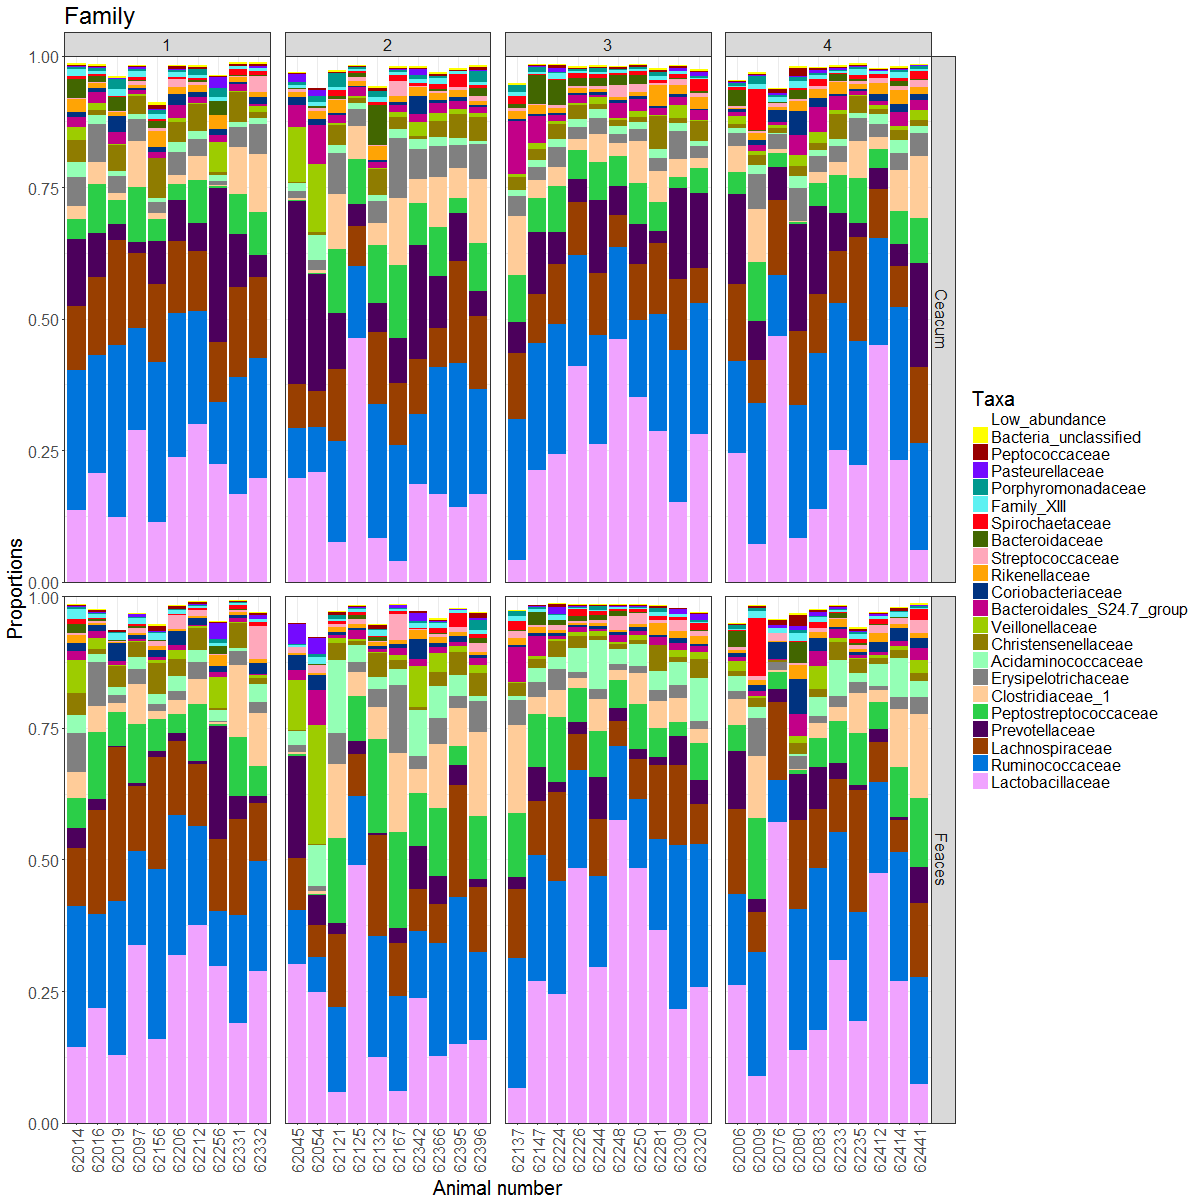 Family
1 2 3 4
1.00
0.75
0.50
0.25
0.00
Ceacum
1.00
0.75
0.50
0.25
0.00
Feaces
Proportions
62014 62016 62019 62097 62156 62206 62212 62256 62331 62332
62045 62054 62121 62125 62132 62167 62342 62366 62395 62396
62137 62147 62224 62226 62244 62248 62250 62281 62309 62320
62006 62009 62076 62080 62083 62233 62235 62412 62414 62441
Animal number
Taxa
Low_abundance
Bacteria_unclassified
Peptococcaceae
Pasteurellaceae
Porphyromonadaceae
Family_XIII
Spirochaetaceae
Bacteroidaceae
Streptococcaceae
Rikenellaceae
Coriobacteriaceae
Bacteroidales_S24.7_group
Veillonellaceae
Christensenellaceae
Acidaminococcaceae
Erysipelotrichaceae
Clostridiaceae_1
Peptostreptococcaceae
Prevotellaceae
Lachnospiraceae
Ruminococcaceae
Lactobacillaceae